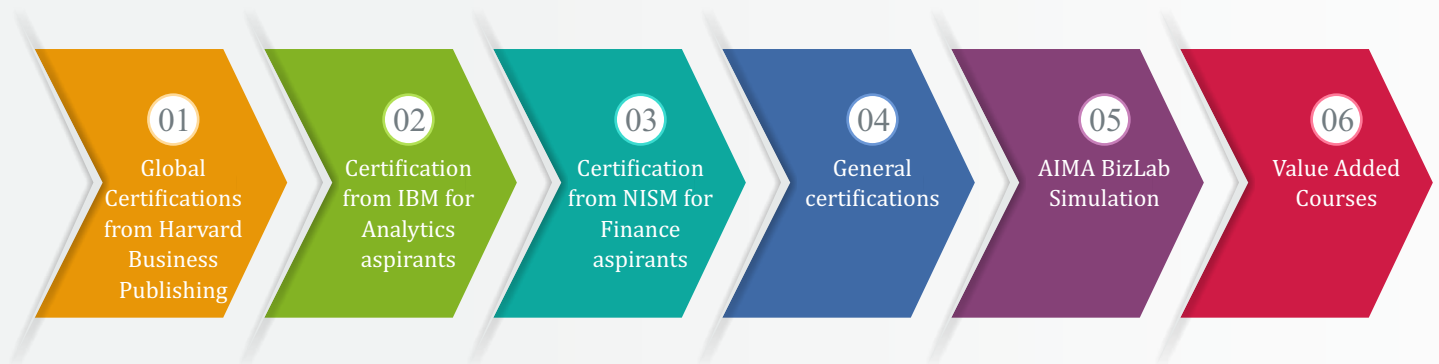 01
Global
Certifications
from Harvard
Business
Publishing
02
Certification
from IBM for
Analytics
aspirants
03
Certification
from NISM for
Finance
aspirants
04
General
certifications
05
AIMA BizLab
Simulation
06
Value Added
Courses